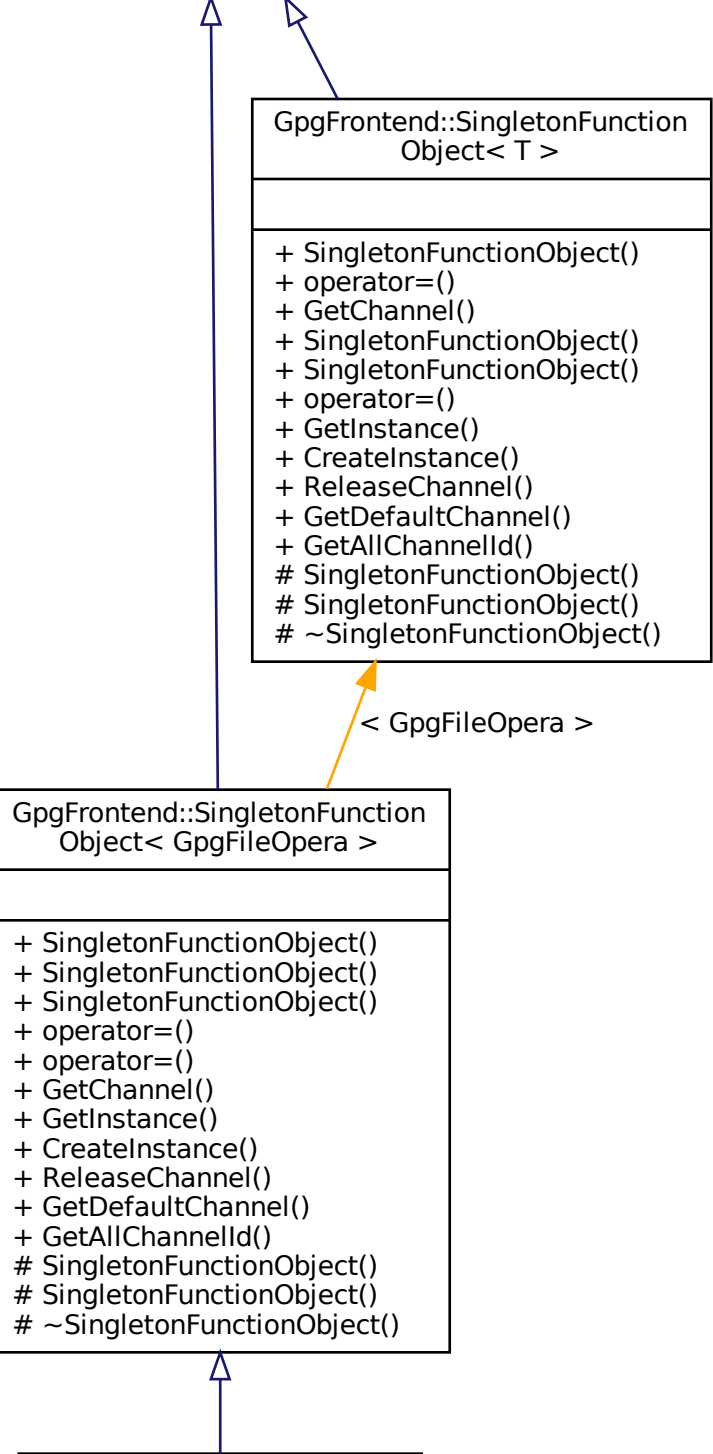 GpgFrontend::SingletonFunction
Object< T >
+ SingletonFunctionObject()
+ operator=()
+ GetChannel()
+ SingletonFunctionObject()
+ SingletonFunctionObject()
+ operator=()
+ GetInstance()
+ CreateInstance()
+ ReleaseChannel()
+ GetDefaultChannel()
+ GetAllChannelId()
# SingletonFunctionObject()
# SingletonFunctionObject()
# ~SingletonFunctionObject()
< GpgFileOpera >
GpgFrontend::SingletonFunction
Object< GpgFileOpera >
+ SingletonFunctionObject()
+ SingletonFunctionObject()
+ SingletonFunctionObject()
+ operator=()
+ operator=()
+ GetChannel()
+ GetInstance()
+ CreateInstance()
+ ReleaseChannel()
+ GetDefaultChannel()
+ GetAllChannelId()
# SingletonFunctionObject()
# SingletonFunctionObject()
# ~SingletonFunctionObject()